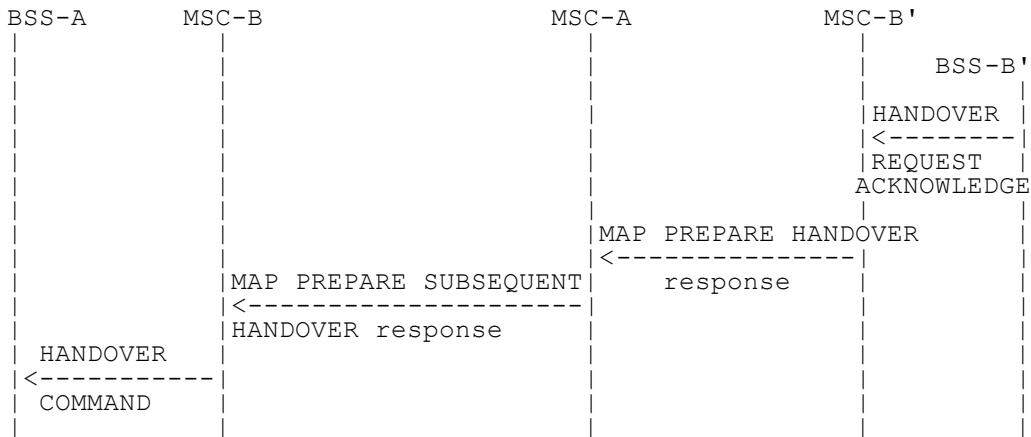 BSS-A MSC-B MSC-A MSC-B'
BSS-B'
HANDOVER
REQUEST
ACKNOWLEDGE
MAP PREPARE HANDOVER
response
MAP PREPARE SUBSEQUENT
HANDOVER response
HANDOVER
COMMAND